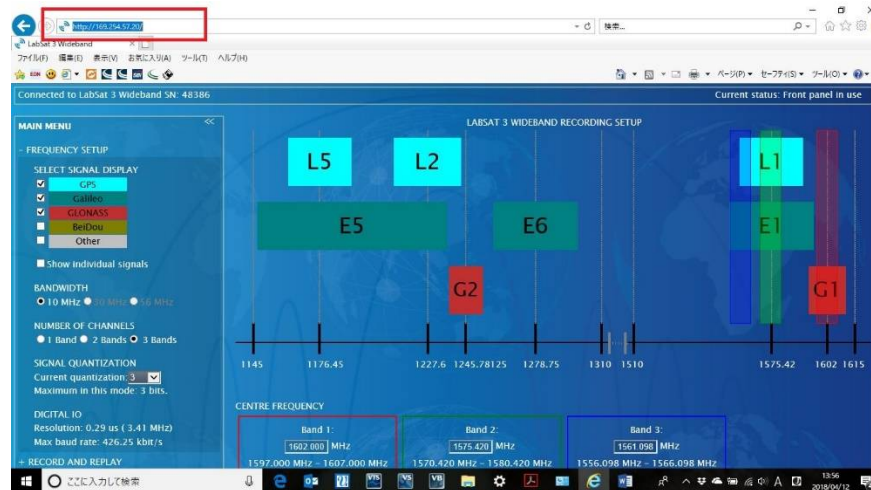 http://169.254.57.20/
検索...
LabSat 3 Wideband
ファイル(F) 編集(E) 表示(V) お気に入り(A) ツール(T) ヘルプ(H)
ページ(P) セーフティ(S) ツール(O)
Connected to LabSat 3 Wideband SN: 48386
Current status: Front panel in use
MAIN MENU
<<
LABSAT 3 WIDEBAND RECORDING SETUP
- FREQUENCY SETUP
SELECT SIGNAL DISPLAY
GPS
Galileo
GLONASS
BeiDou
Other
Show individual signals
BANDWIDTH
10 MHz 30 MHz 56 MHz
NUMBER OF CHANNELS
1 Band 2 Bands 3 Bands
SIGNAL QUANTIZATION
Current quantization: 3
Maximum in this mode: 3 bits.
DIGITAL IO
Resolution: 0.29 us ( 3.41 MHz)
Max baud rate: 426.25 kbit/s
+ RECORD AND REPLAY
L5 L2 L1
E5 E6 E1
G2 G1
1145 1176.45 1227.6 1245.78125 1278.75 1310 1510 1575.42 1602 1615
CENTRE FREQUENCY
Band 1:
1602.000 MHz
1597.000 MHz - 1607.000 MHz
Band 2:
1575.420 MHz
1570.420 MHz - 1580.420 MHz
Band 3:
1561.098 MHz
1556.098 MHz - 1566.098 MHz
ここに入力して検索
13:56
2018/04/12